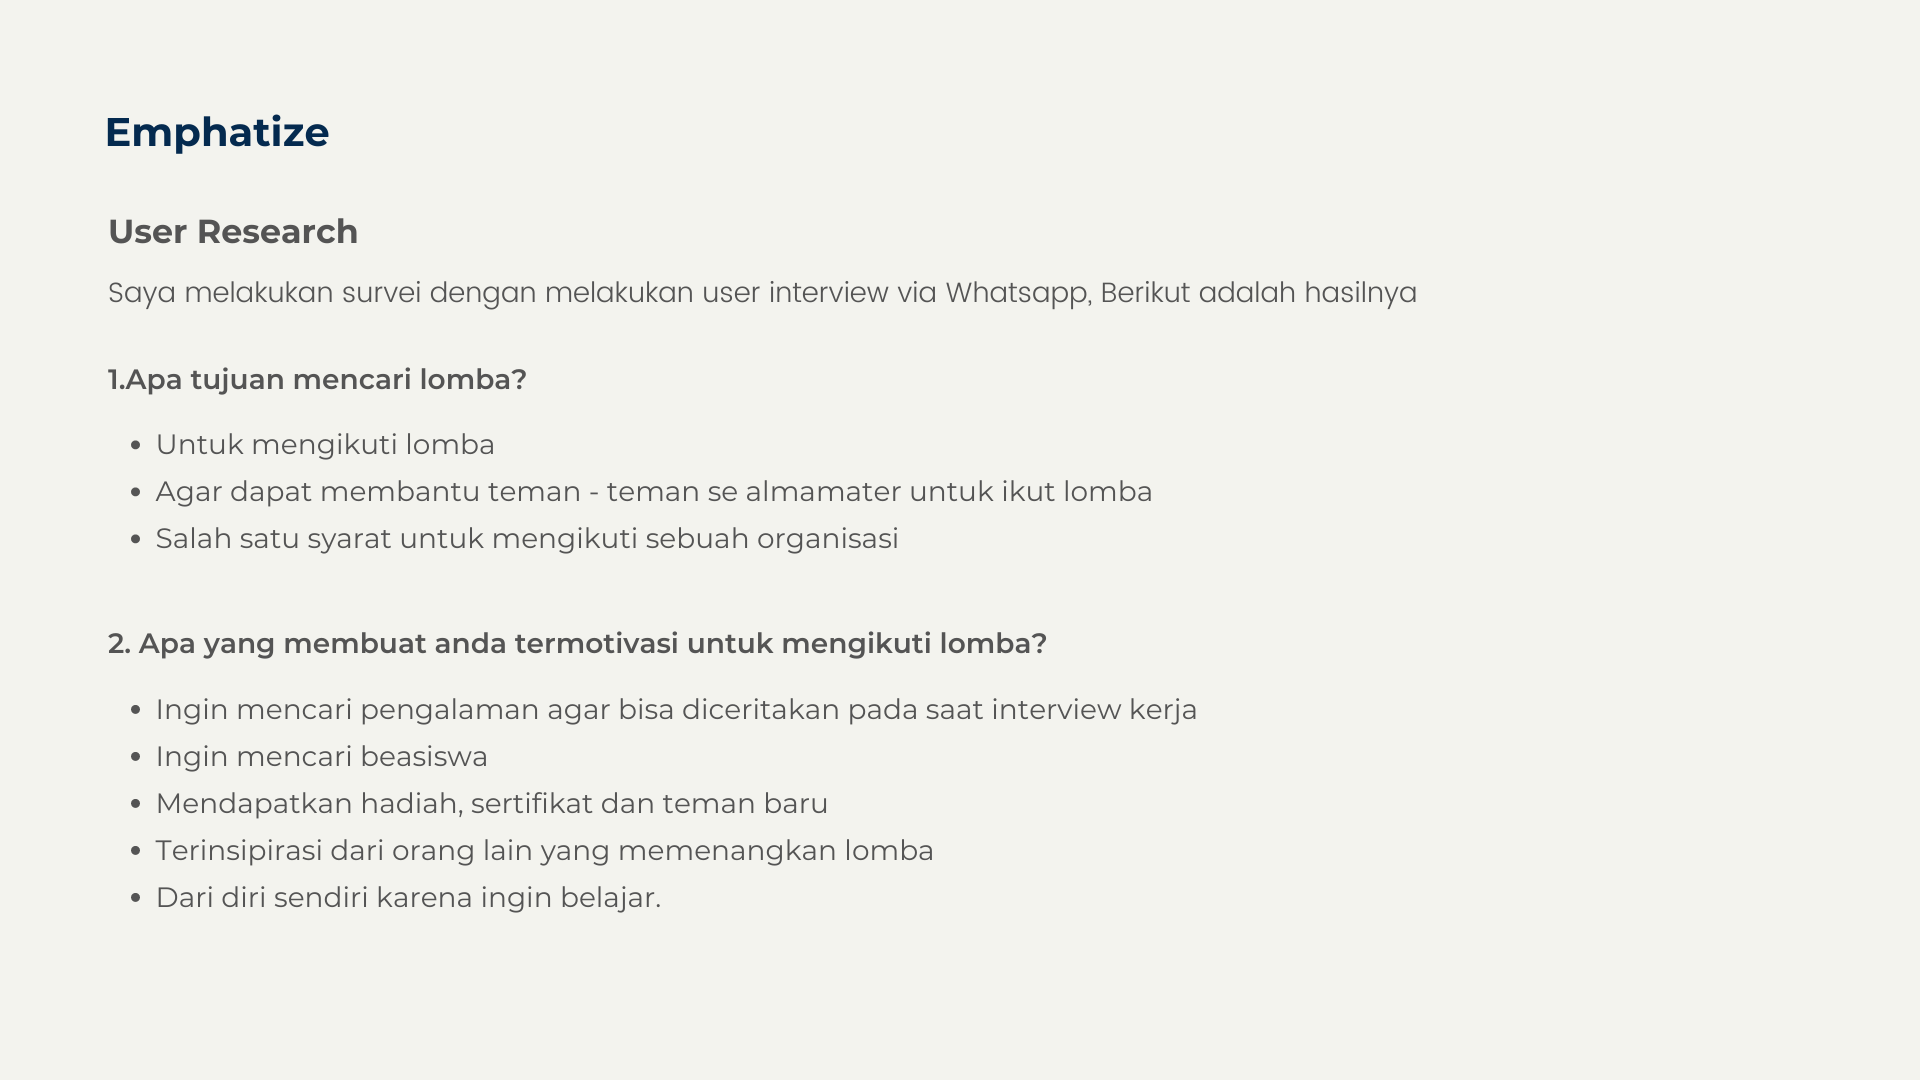 Emphatize
User Research
Saya melakukan survei dengan melakukan user interview via Whatsapp, Berikut adalah hasilnya
1.Apa tujuan mencari lomba?
• Untuk mengikuti lomba
• Agar dapat membantu teman - teman se almamater untuk ikut lomba
• Salah satu syarat untuk mengikuti sebuah organisasi
2. Apa yang membuat anda termotivasi untuk mengikuti lomba?
• Ingin mencari pengalaman agar bisa diceritakan pada saat interview kerja
• Ingin mencari beasiswa
• Mendapatkan hadiah, sertifikat dan teman baru
• Terinsipirasi dari orang lain yang memenangkan lomba
• Dari diri sendiri karena ingin belajar.